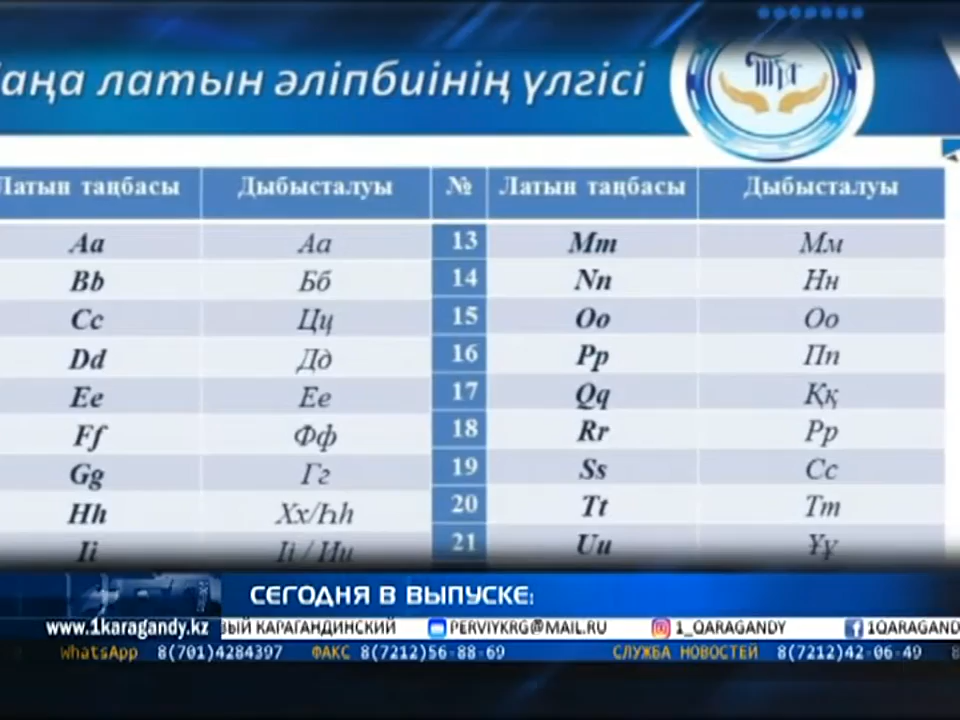 аңа латын әліпбиінің үлгісі
Латын таңбасы Дыбысталуы № Латын таңбасы Дыбысталуы
Aa Аа 13 Mm Мм
Bb Бб 14 Nn Нн
Cc Цц 15 Oo Оо
Dd Дд 16 Pp Пп
Ee Ее 17 Qq Ққ
Ff Фф 18 Rr Рр
Gg Гг 19 Ss Сс
Hh Хх/Һһ 20 Tt Тт
Ii Іі / Ии 21 Uu Ұұ
СЕГОДНЯ В ВЫПУСКЕ:
www.1karagandy.kz ВЫЙ КАРАГАНДИНСКИЙ PERVIYKRG@MAIL.RU 1_QARAGANDY 1QARAGAND
WhatsApp 8(701)4284397 ФАКС 8(7212)56-88-69 СЛУЖБА НОВОСТЕЙ 8(7212)42-06-49